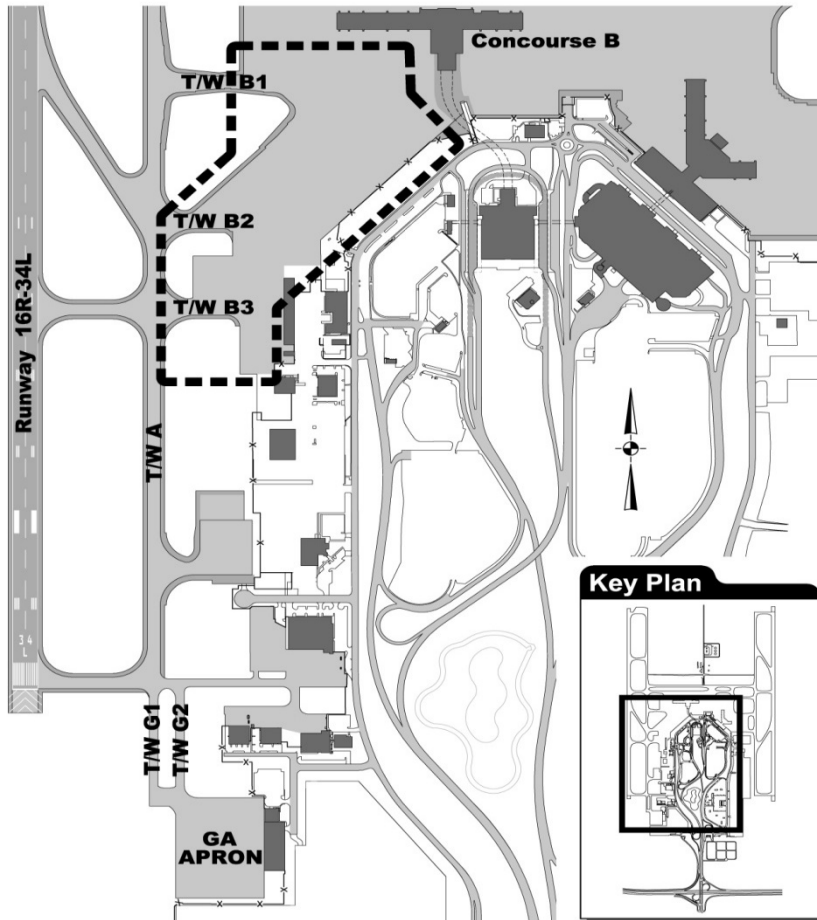 Concourse B
T/W B1
T/W B2
T/W B3
Runway 16R-34L
T/W A
34
L
T/W G1
T/W G2
GA
APRON
Key Plan